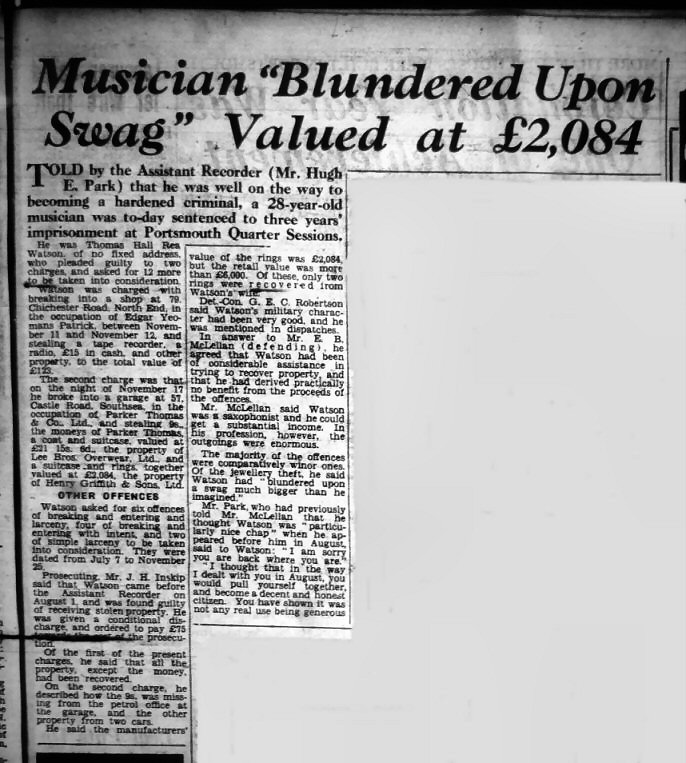 Musician "Blundered Upon
Swag" Valued at £2,084
TOLD by the Assistant Recorder (Mr. Hugh
E. Park) that he was well on the way to
becoming a hardened criminal, a 28-year-old
musician was to-day sentenced to three years'
imprisonment at Portsmouth Quarter Sessions.
He was Thomas Hall Rea
Watson, of no fixed address,
who pleaded guilty to two
charges, and asked for 12 more
to be taken into consideration.
Watson was charged with
breaking into a shop at 79,
Chichester Road, North End, in
the occupation of Edgar Yeo-
mans Patrick, between Novem-
ber 11 and November 12, and
stealing a tape recorder, a
radio, £15 in cash, and other
property, to the total value of
£123.
The second charge was that
on the night of November 17
he broke into a garage at 57,
Castle Road, Southsea, in the
occupation of Parker Thomas
& Co., Ltd., and stealing 9s.,
the moneys of Parker Thomas,
a coat and suitcase, valued at
£21 15s. 6d., the property of
Lee Bros. Overwear, Ltd., and
a suitcase and rings, together
valued at £2,084, the property
of Henry Griffith & Sons, Ltd.
OTHER OFFENCES
Watson asked for six offences
of breaking and entering and
larceny, four of breaking and
entering with intent, and two
of simple larceny to be taken
into consideration. They were
dated from July 7 to November
25.
Prosecuting, Mr. J. H. Inskip
said that Watson came before
the Assistant Recorder on
August 1, and was found guilty
of receiving stolen property. He
was given a conditional dis-
charge, and ordered to pay £75
of the prosecu-
tion.
Of the first of the present
charges, he said that all the
property, except the money,
had been recovered.
On the second charge, he
described how the 9s. was miss-
ing from the petrol office at
the garage, and the other
property from two cars.
He said the manufacturers'
value of the rings was £2,084,
but the retail value was more
than £6,000. Of these, only two
rings were recovered from
Watson's wife.
Det.-Con. G. E. C. Robertson
said Watson's military charac-
ter had been very good, and he
was mentioned in dispatches.
In answer to Mr. E. B.
McLellan (defending), he
agreed that Watson had been
of considerable assistance in
trying to recover property, and
that he had derived practically
no benefit from the proceeds of
the offences.
Mr. McLellan said Watson
was a saxophonist and he could
get a substantial income. In
his profession, however, the
outgoings were enormous.
The majority of the offences
were comparatively winor ones.
Of the jewellery theft, he said
Watson had "blundered upon
a swag much bigger than he
imagined."
Mr. Park, who had previously
told Mr. McLellan that he
thought Watson was "particu-
larly nice chap" when he ap-
peared before him in August,
said to Watson: "I am sorry
you are back where you are."
"I thought that in the way
I dealt with you in August, you
would pull yourself together,
and become a decent and honest
citizen. You have shown it was
not any real use being generous